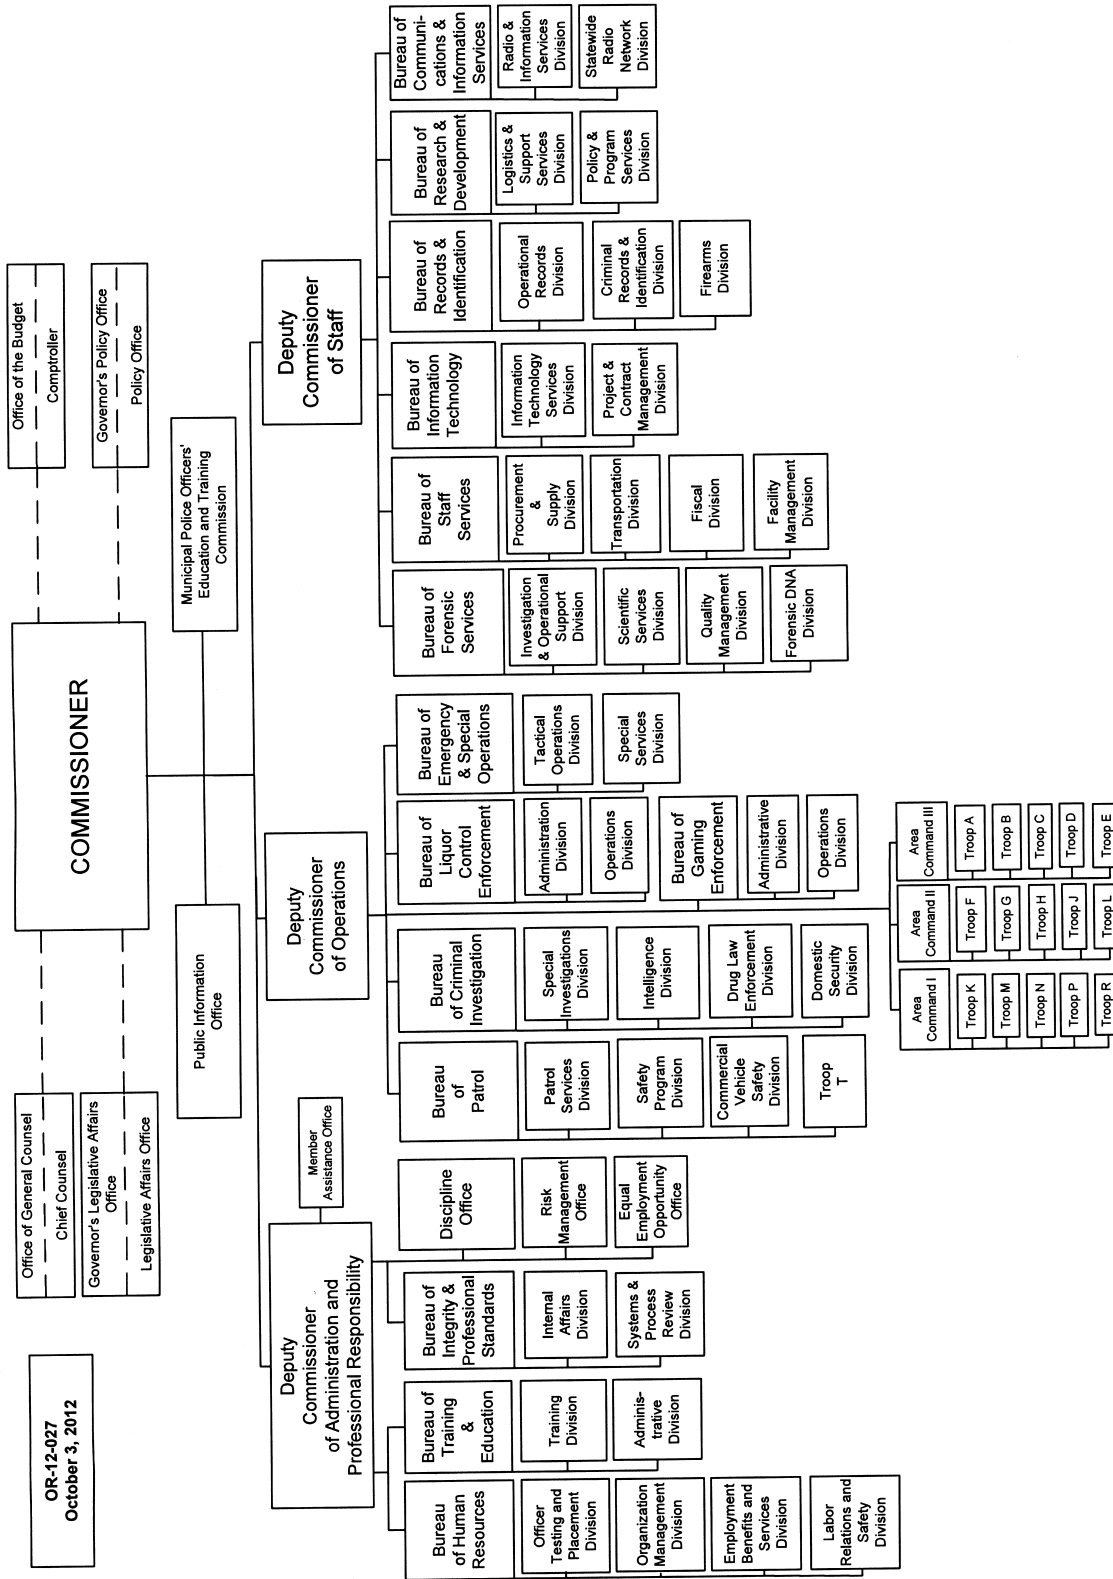 OR-12-027
October 3, 2012
Office of General Counsel
Chief Counsel
Governor's Legislative Affairs
Office
Legislative Affairs Office
COMMISSIONER
Office of the Budget
Comptroller
Governor's Policy Office
Policy Office
Public Information
Office
Municipal Police Officers'
Education and Training
Commission
Deputy
Commissioner
of Administration and
Professional Responsibility
Member
Assistance Office
Deputy
Commissioner
of Operations
Deputy
Commissioner
of Staff
Bureau
of Human
Resources
Officer
Testing and
Placement
Division
Organization
Management
Division
Employment
Benefits and
Services
Division
Labor
Relations and
Safety
Division
Bureau of
Training
&
Education
Training
Division
Adminis-
trative
Division
Bureau of
Integrity &
Professional
Standards
Internal
Affairs
Division
Systems &
Process
Review
Division
Discipline
Office
Risk
Management
Office
Equal
Employment
Opportunity
Office
Bureau
of
Patrol
Patrol
Services
Division
Safety
Program
Division
Commercial
Vehicle
Safety
Division
Troop
T
Bureau
of Criminal
Investigation
Special
Investigations
Division
Intelligence
Division
Drug Law
Enforcement
Division
Domestic
Security
Division
Bureau of
Liquor
Control
Enforcement
Administration
Division
Operations
Division
Bureau of
Emergency
& Special
Operations
Tactical
Operations
Division
Special
Services
Division
Bureau of
Gaming
Enforcement
Administrative
Division
Operations
Division
Area
Command I
Troop K
Troop M
Troop N
Troop P
Troop R
Area
Command II
Troop F
Troop G
Troop H
Troop J
Troop L
Area
Command III
Troop A
Troop B
Troop C
Troop D
Troop E
Bureau of
Forensic
Services
Investigation
& Operational
Support
Division
Scientific
Services
Division
Quality
Management
Division
Forensic DNA
Division
Bureau of
Staff
Services
Procurement
&
Supply
Division
Transportation
Division
Fiscal
Division
Facility
Management
Division
Bureau of
Information
Technology
Information
Technology
Services
Division
Project &
Contract
Management
Division
Bureau of
Records &
Identification
Operational
Records
Division
Criminal
Records &
Identification
Division
Firearms
Division
Bureau of
Research &
Development
Logistics &
Support
Services
Division
Policy &
Program
Services
Division
Bureau of
Communi-
cations &
Information
Services
Radio &
Information
Services
Division
Statewide
Radio
Network
Division